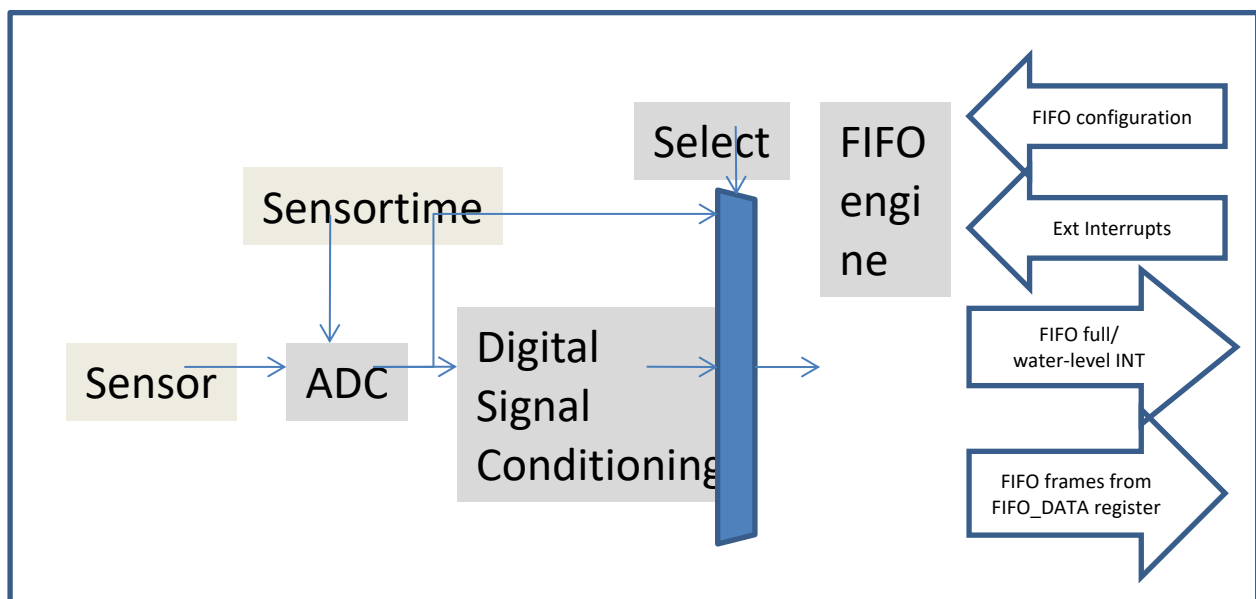 Select
FIFO
engi
ne
FIFO configuration
Ext Interrupts
Sensortime
Sensor
ADC
Digital
Signal
Conditioning
FIFO full/
water-level INT
FIFO frames from
FIFO_DATA register